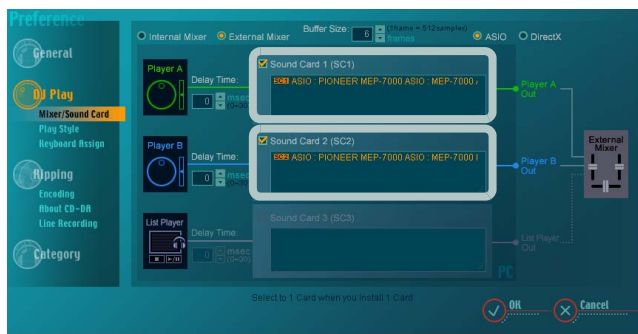 Preference
General
DJ Play
Mixer/Sound Card
Play Style
Keyboard Assign
Ripping
Encoding
About CD-DA
Line Recording
Category
Internal Mixer External Mixer Buffer Size: 6 (1frame = 512samples) frames ASIO DirectX
Player A
Delay Time:
0 msec (0~30)
Sound Card 1 (SC1)
SC1 ASIO : PIONEER MEP-7000 ASIO : MEP-7000
Player A Out
Player B
Delay Time:
0 msec (0~30)
Sound Card 2 (SC2)
SC2 ASIO : PIONEER MEP-7000 ASIO : MEP-7000
Player B Out
External Mixer
List Player
Delay Time:
0 msec (0~30)
Sound Card 3 (SC3)
List Player Out
PC
Select to 1 Card when you install 1 Card
OK
Cancel